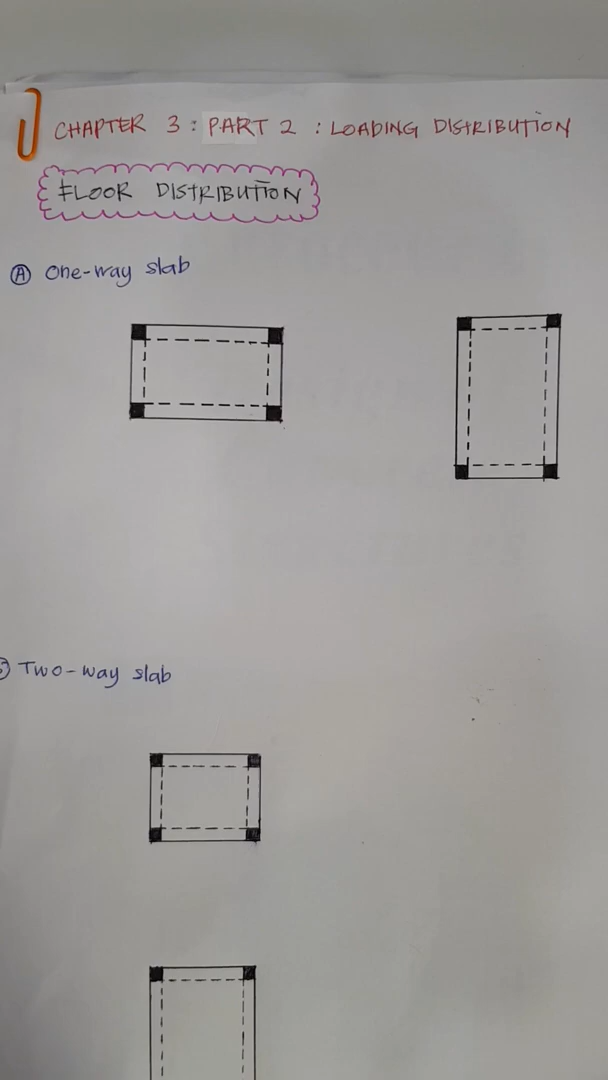 CHAPTER 3 : PART 2 : LOADING DISTRIBUTION
FLOOR DISTRIBUTION
Ⓐ One-way slab
Two-way slab